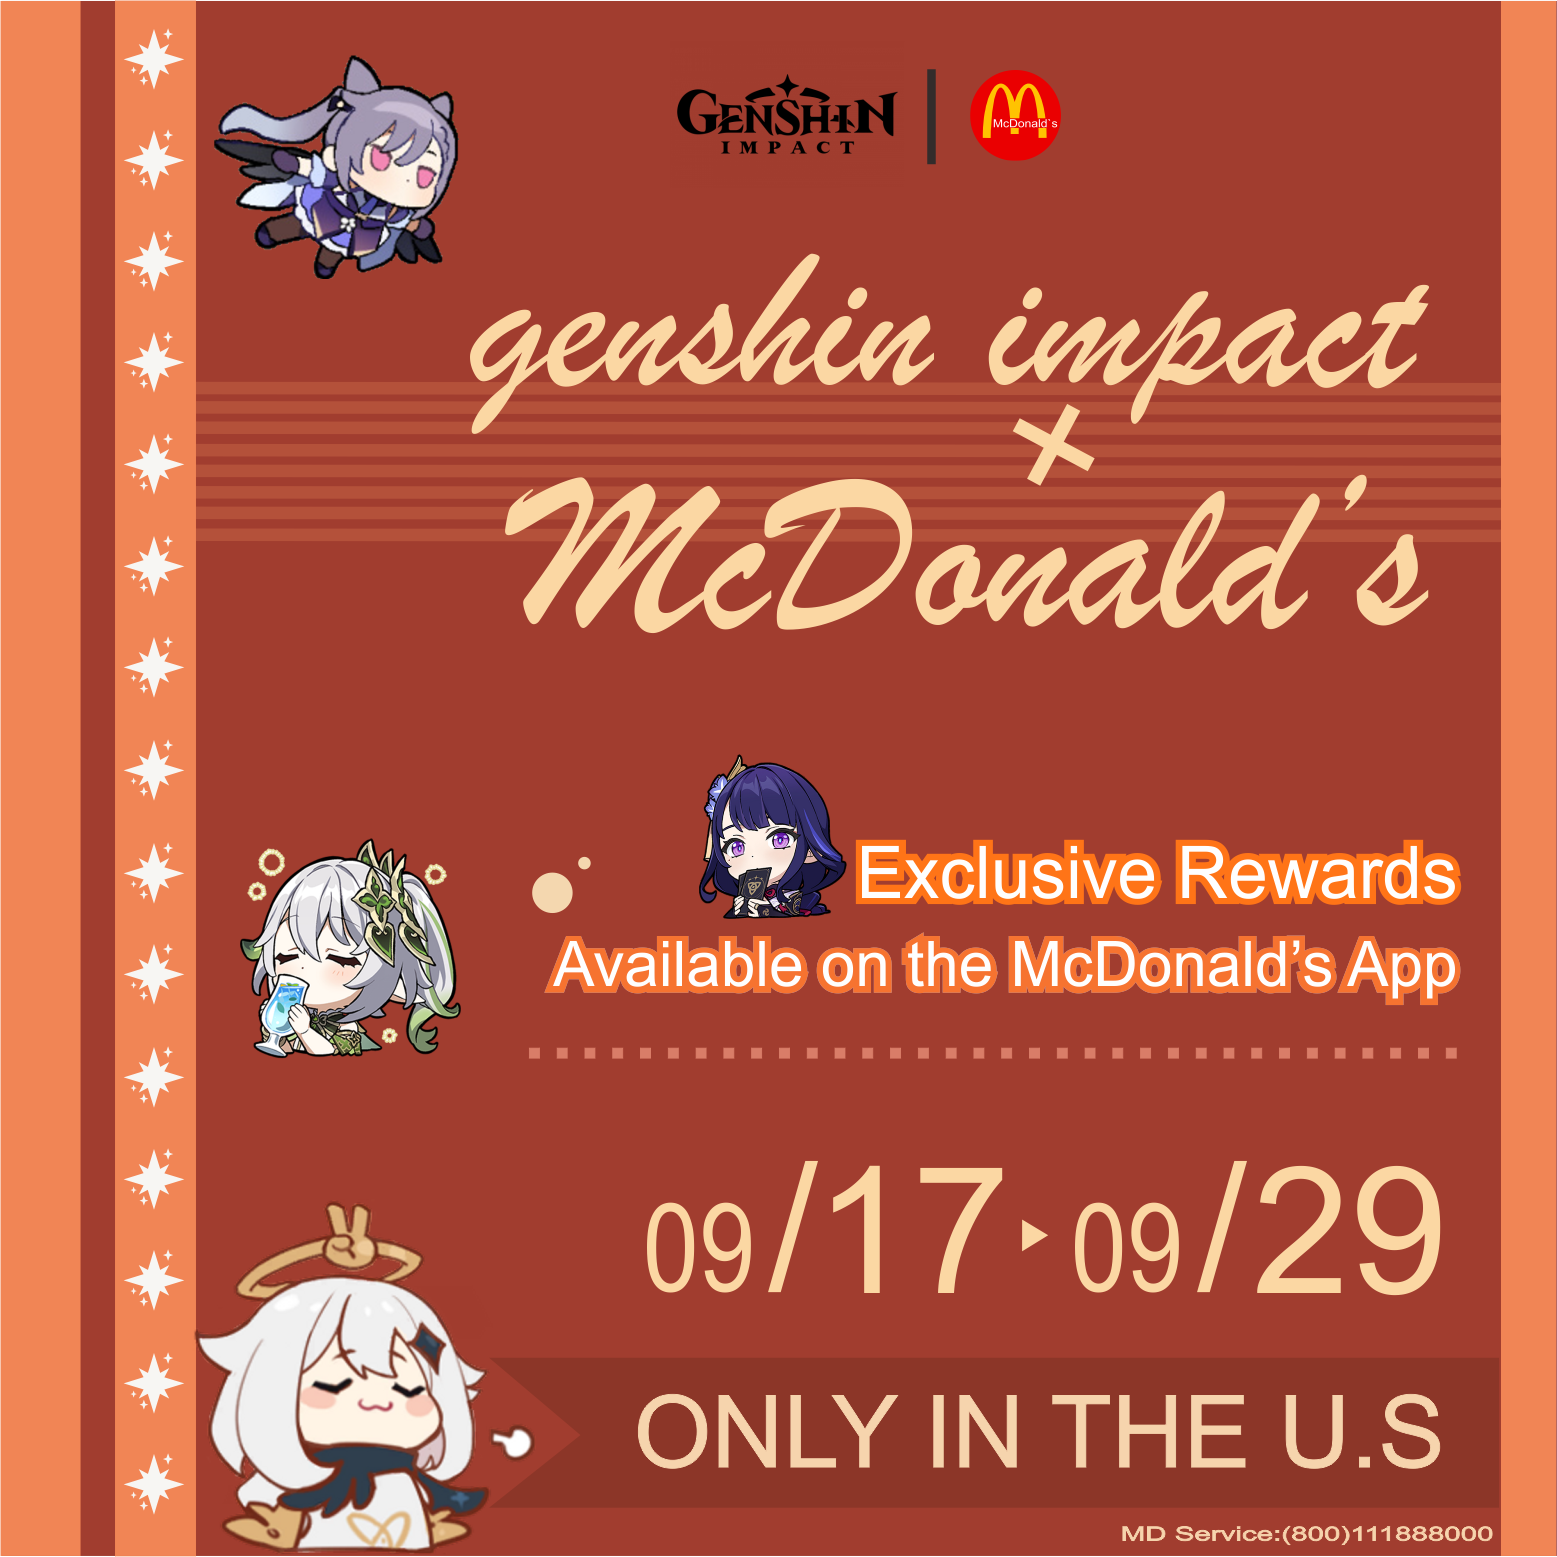 GENSHIN
IMPACT
McDonald`s
genshin impact
+
McDonald's
Exclusive Rewards
Available on the McDonald’s App
09/17 ▸ 09/29
ONLY IN THE U.S
MD Service:(800)111888000